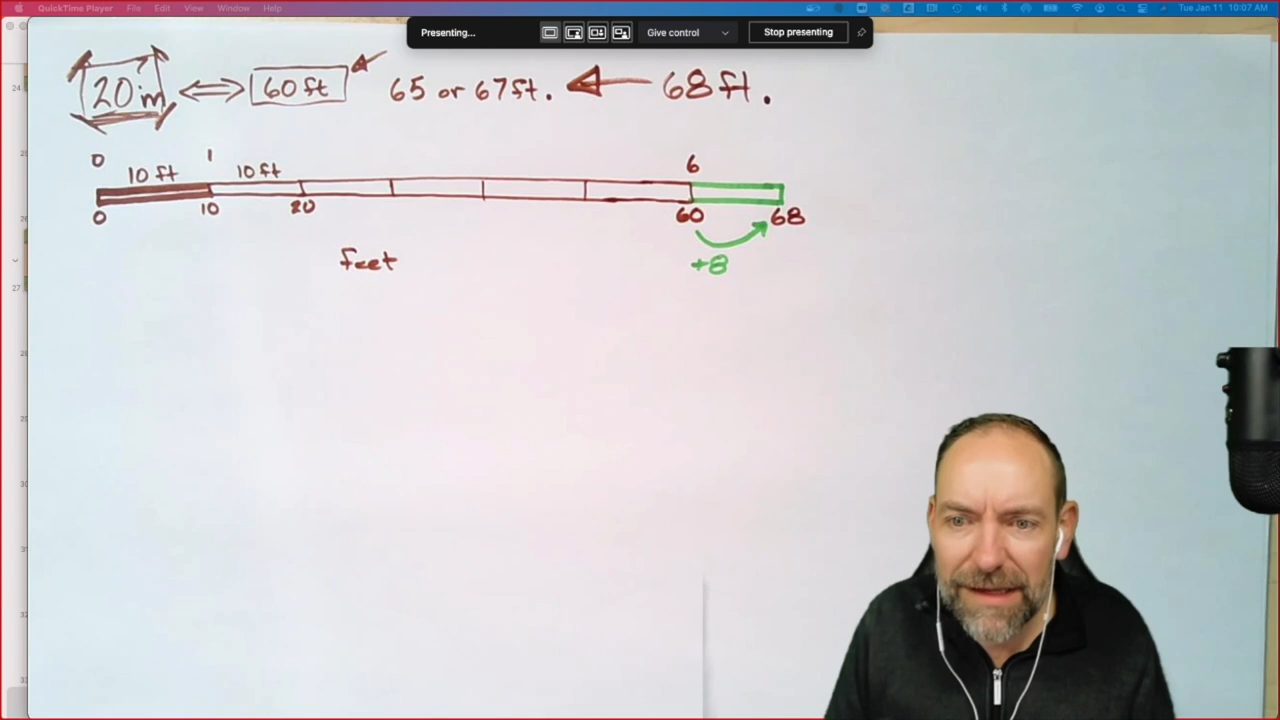 QuickTime Player File Edit View Window Help Tue Jan 11 10:07 AM
Presenting... Give control Stop presenting
20 m 60 ft 65 or 67 ft. 68 ft.
0 1 6
10 ft 10 ft
0 10 20 60 68
feet +8
24
27